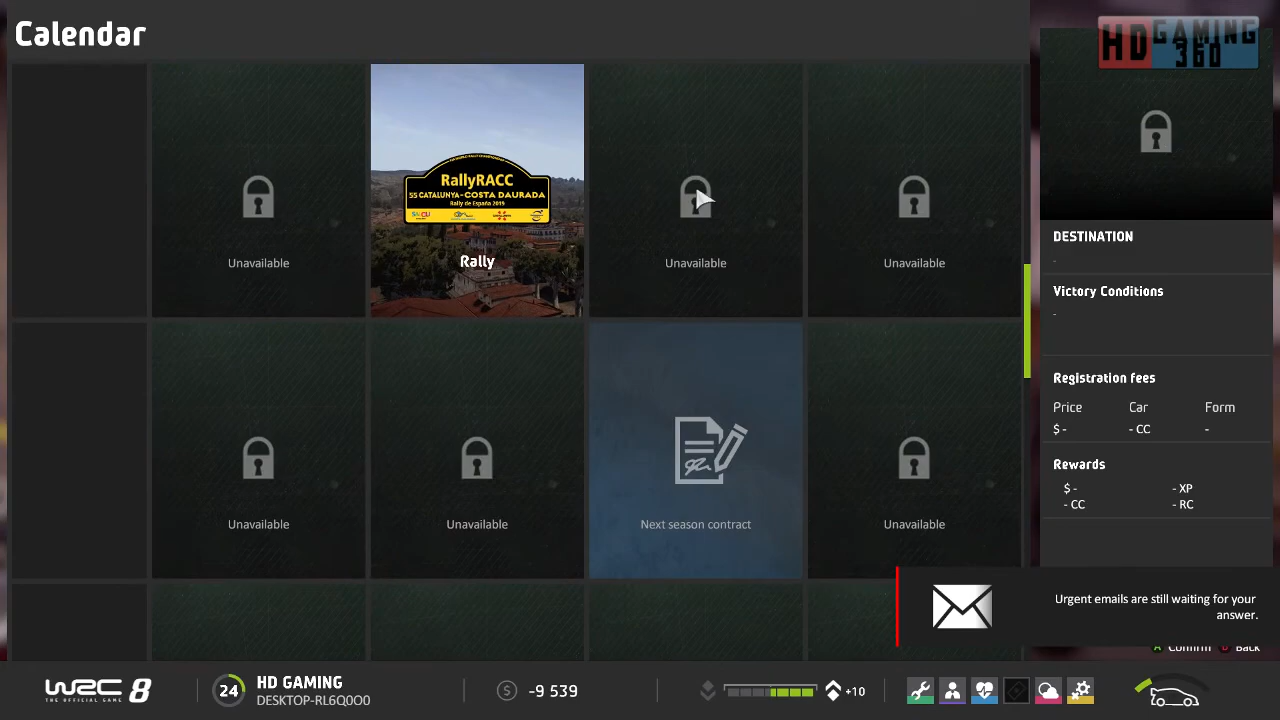 Calendar
HD GAMING 360
Unavailable
RallyRACC
55 CATALUNYA-COSTA DAURADA
Rally de España 2019
Rally
Unavailable
Unavailable
Unavailable
Unavailable
Next season contract
Unavailable
DESTINATION
-
Victory Conditions
-
Registration fees
Price Car Form
$ - - CC -
Rewards
$ - - XP
- CC - RC
Urgent emails are still waiting for your
answer.
A Confirm B Back
WRC 8
THE OFFICIAL GAME
24
HD GAMING
DESKTOP-RL6Q0O0
-9 539
+10